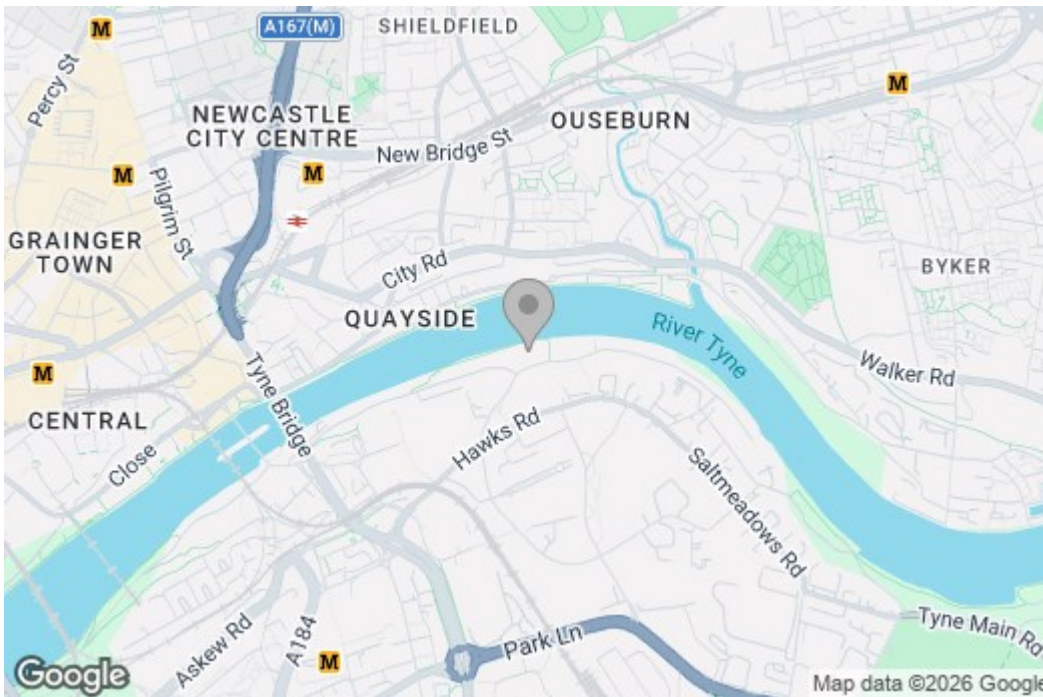 M
A167(M)
SHIELDFIELD
Percy St
M
NEWCASTLE
CITY CENTRE
OUSEBURN
New Bridge St
M
M
Pilgrim St
GRAINGER
TOWN
City Rd
BYKER
QUAYSIDE
River Tyne
Tyne Bridge
Walker Rd
M
CENTRAL
Close
Hawks Rd
Saltmeadows Rd
Askew Rd
A184
M
Park Ln
Tyne Main Rd
Google
Map data ©2026 Google